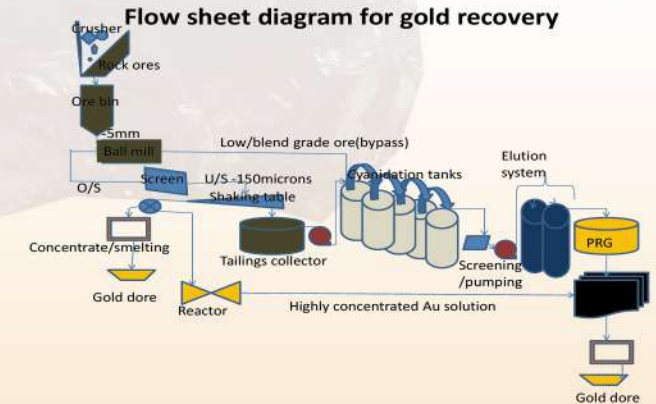 Flow sheet diagram for gold recovery
Crusher
Rock ores
Ore bin
-5mm
Ball mill
Low/blend grade ore(bypass)
Elution
system
O/S
Screen
U/S -150microns
Shaking table
Cyanidation tanks
Concentrate/smelting
Tailings collector
Screening
/pumping
PRG
Gold dore
Reactor
Highly concentrated Au solution
Gold dore